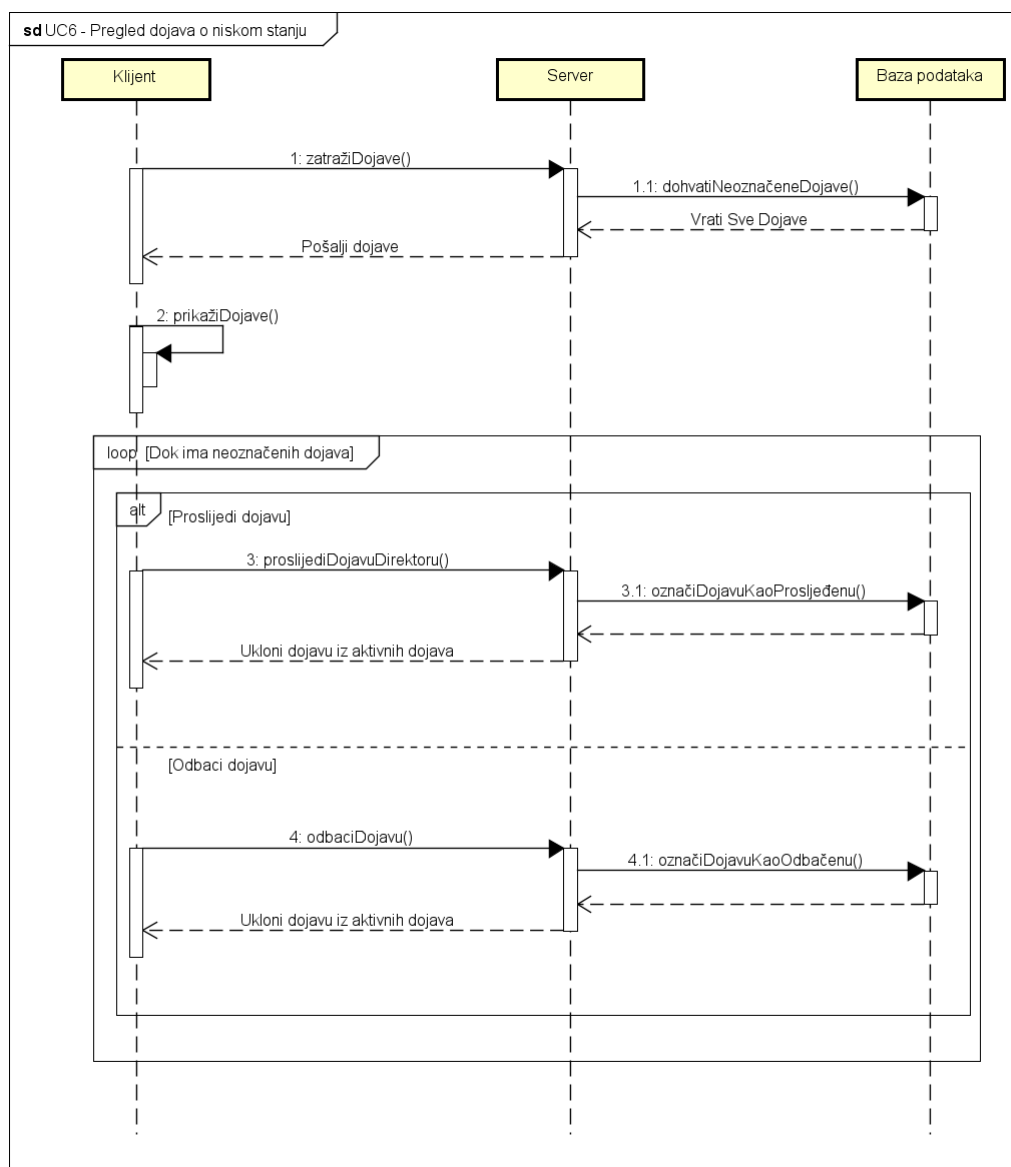 sd UC6 - Pregled dojava o niskom stanju
Klijent
Server
Baza podataka
1: zatražiDojave()
1.1: dohvatiNeoznačeneDojave()
Vrati Sve Dojave
Pošalji dojave
2: prikažiDojave()
loop [Dok ima neoznačenih dojava]
alt
[Proslijedi dojavu]
3: proslijediDojavuDirektoru()
3.1: označiDojavuKaoProsljeđenu()
Ukloni dojavu iz aktivnih dojava
[Odbaci dojavu]
4: odbaciDojavu()
4.1: označiDojavuKaoOdbačenu()
Ukloni dojavu iz aktivnih dojava